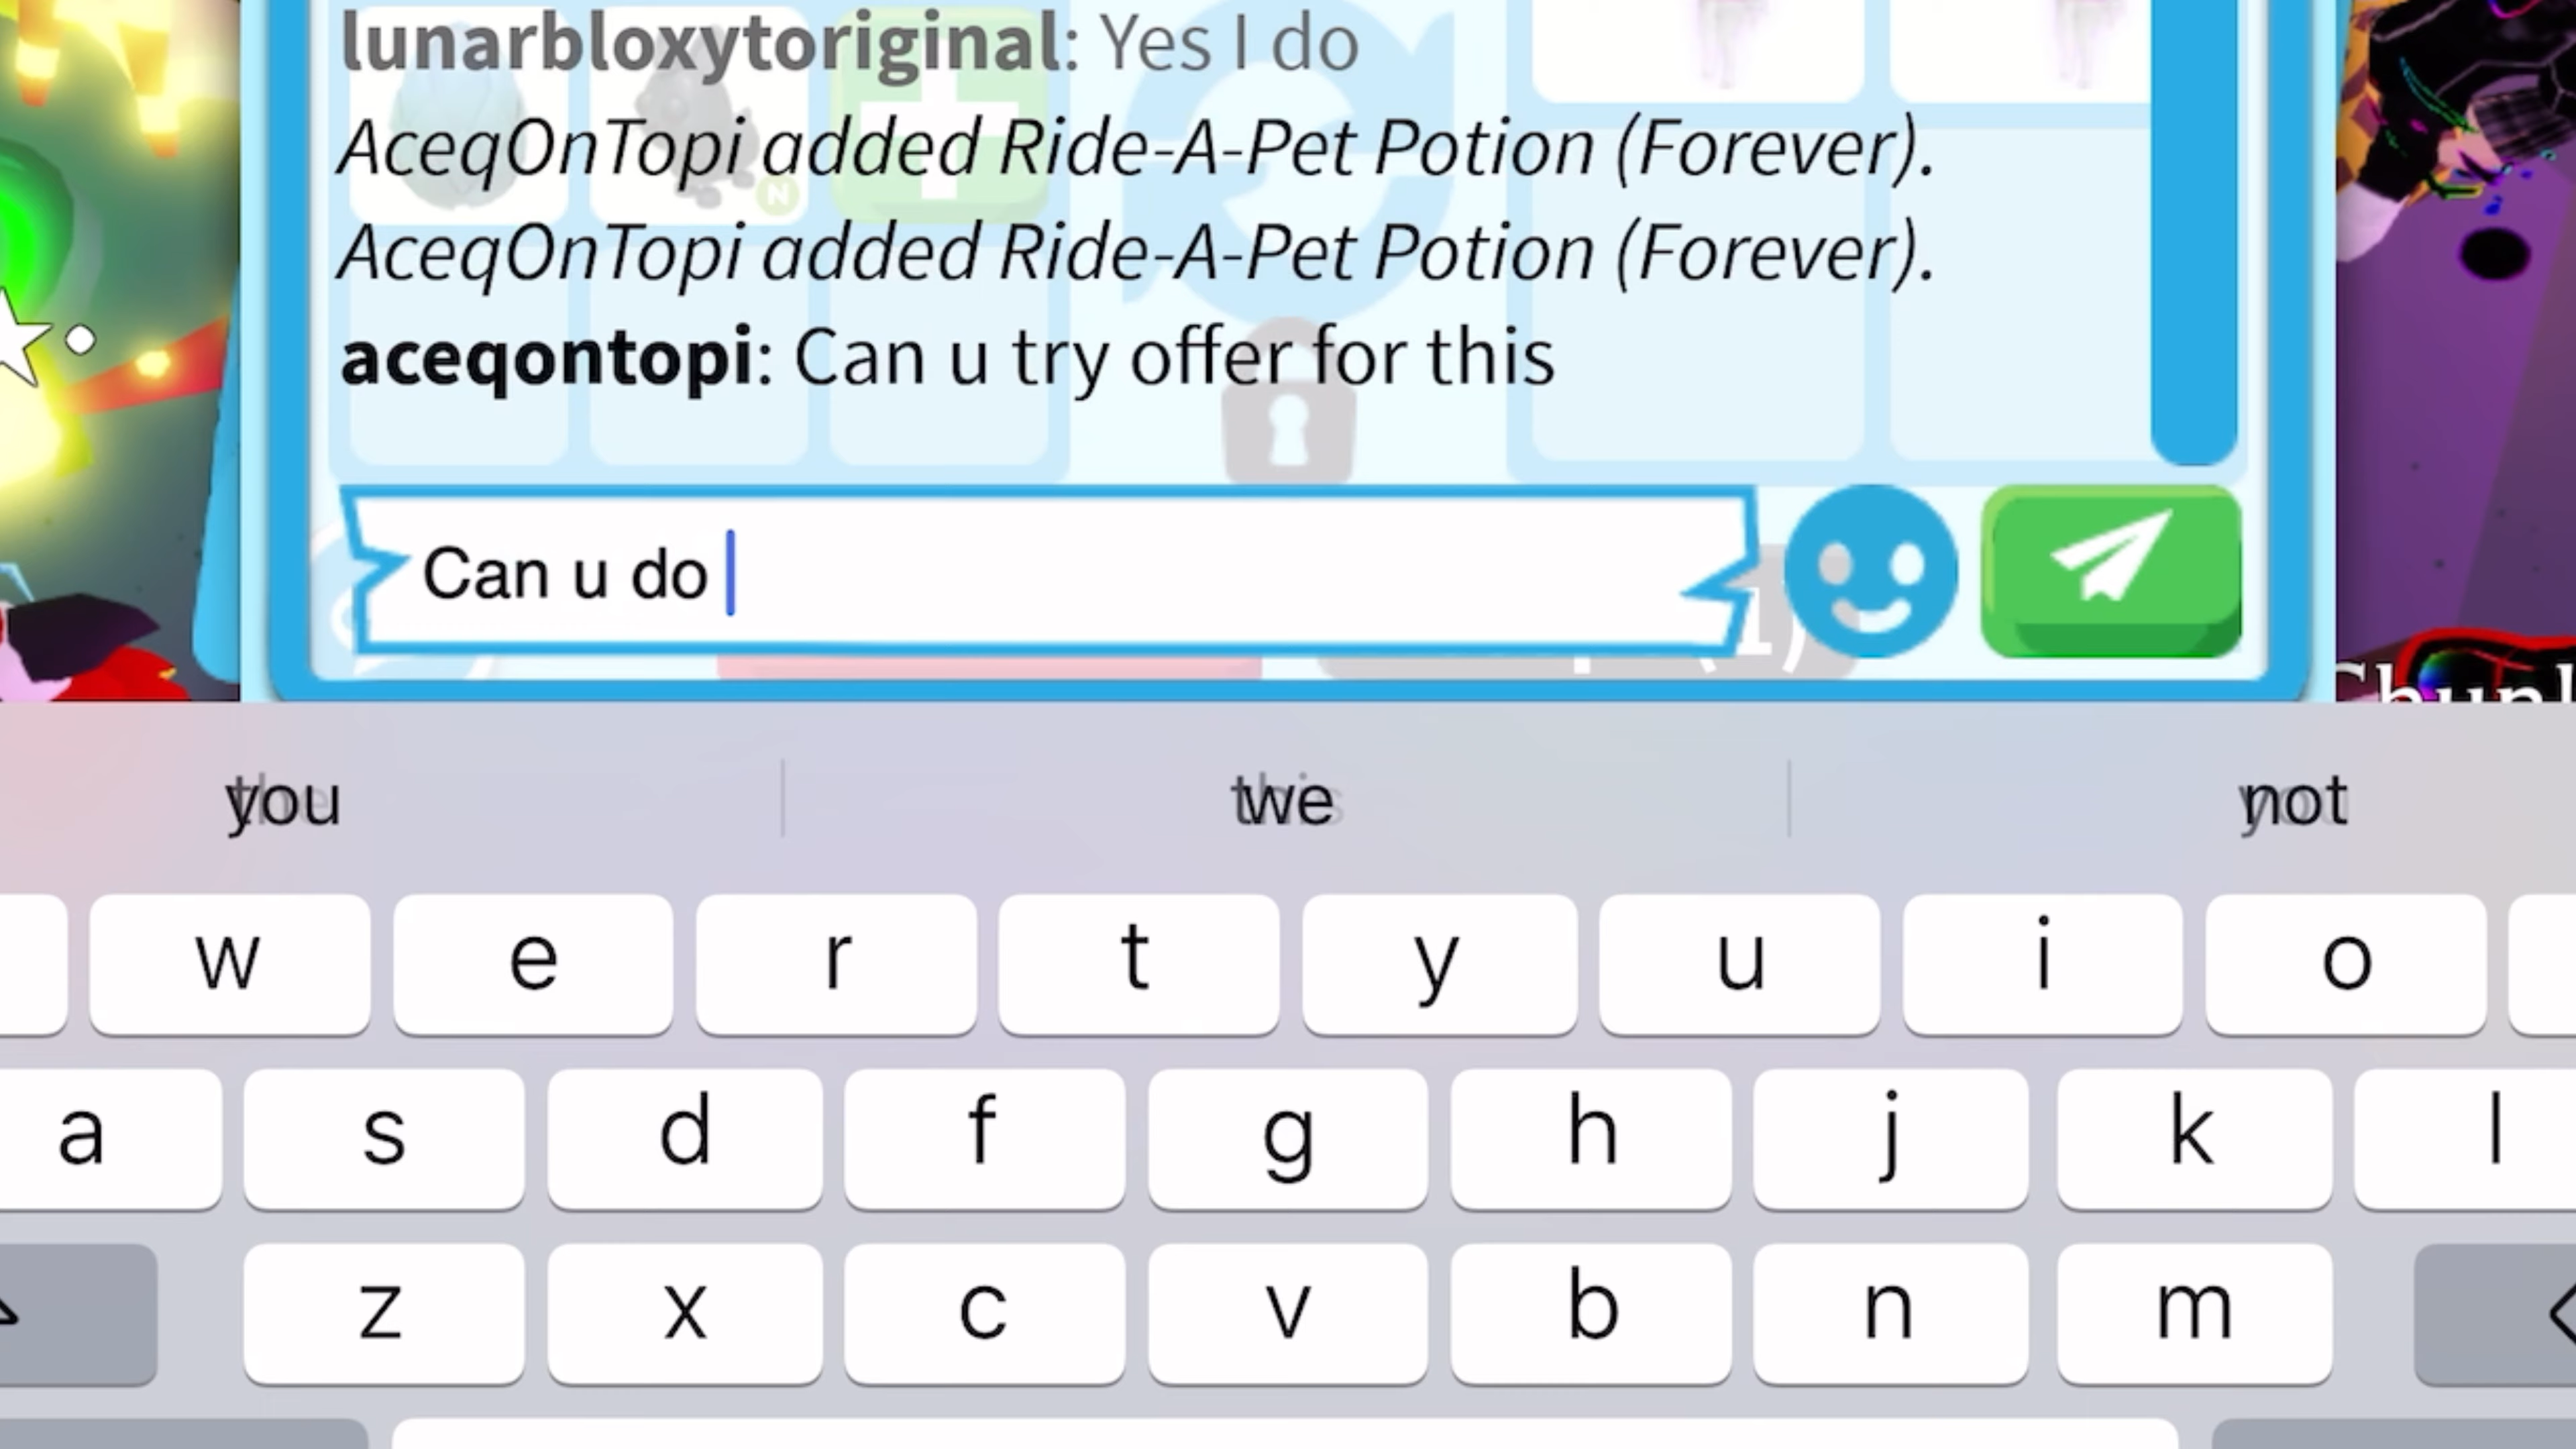 lunarbloxytoriginal: Yes I do
AceqOnTopi added Ride-A-Pet Potion (Forever).
AceqOnTopi added Ride-A-Pet Potion (Forever).
aceqontopi: Can u try offer for this
Can u do
you we not
w e r t y u i o
a s d f g h j k l
z x c v b n m